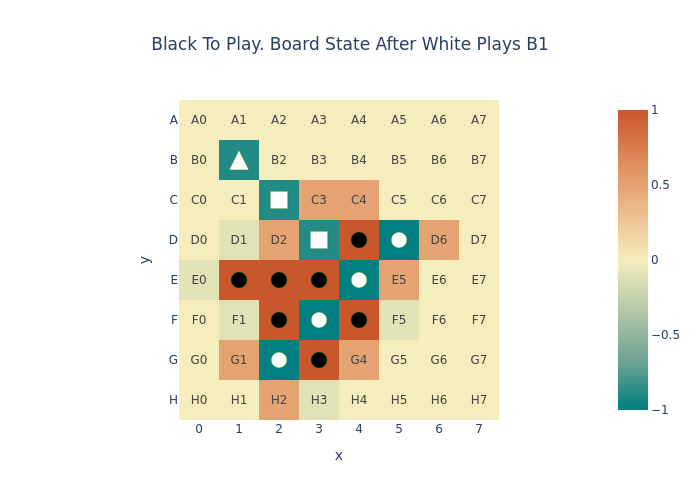 Black To Play. Board State After White Plays B1
A A0 A1 A2 A3 A4 A5 A6 A7
B B0 B2 B3 B4 B5 B6 B7
C C0 C1 C3 C4 C5 C6 C7
D D0 D1 D2 D6 D7
E E0 E5 E6 E7
F F0 F1 F5 F6 F7
G G0 G1 G4 G5 G6 G7
H H0 H1 H2 H3 H4 H5 H6 H7
0 1 2 3 4 5 6 7
x
y
1
0.5
0
−0.5
−1